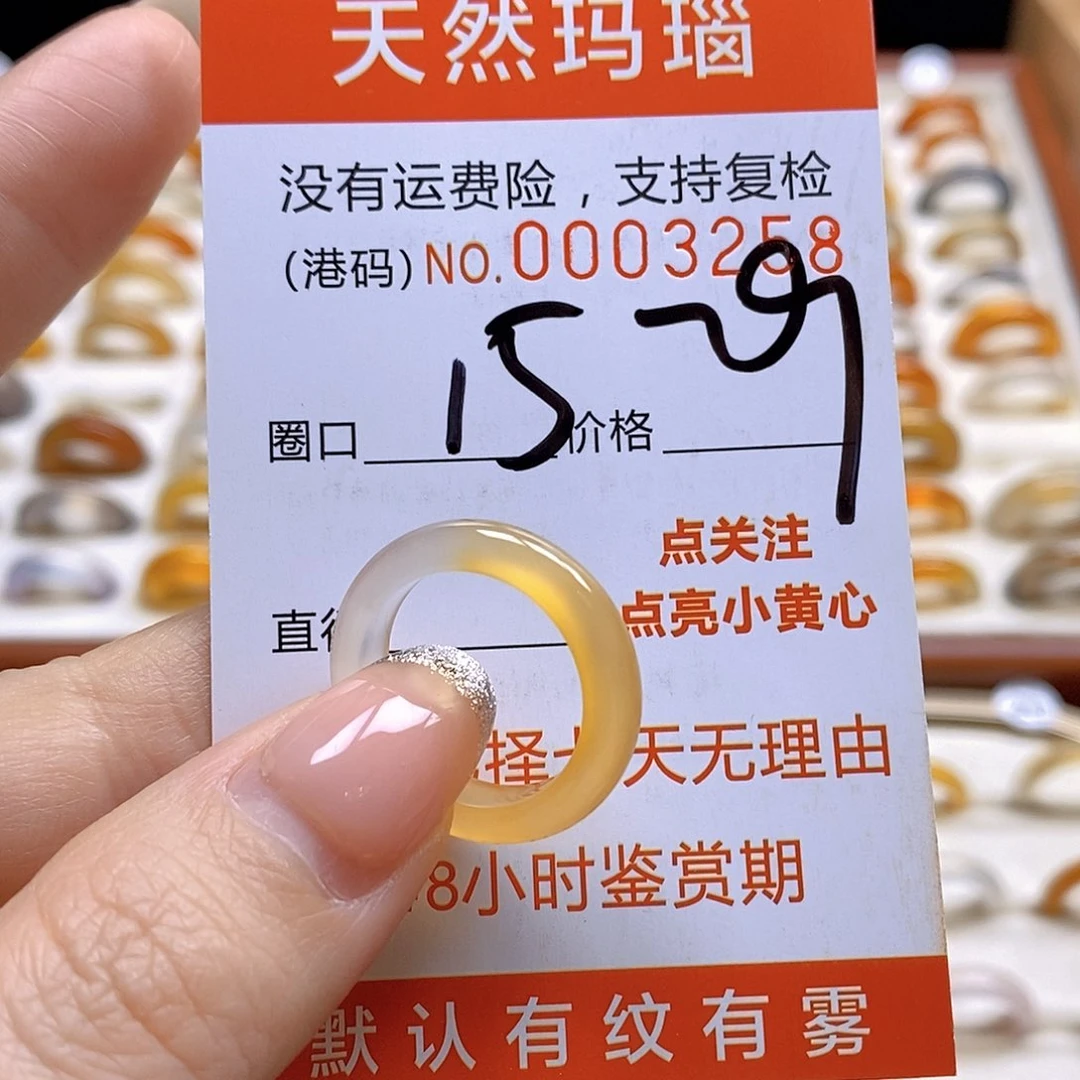 天然玛瑙
没有运费险，支持复检
(港码) NO.0003258
圈口 15 价格 29
点关注
直
点亮小黄心
择 天无理由
8小时鉴赏期
默认有纹有雾